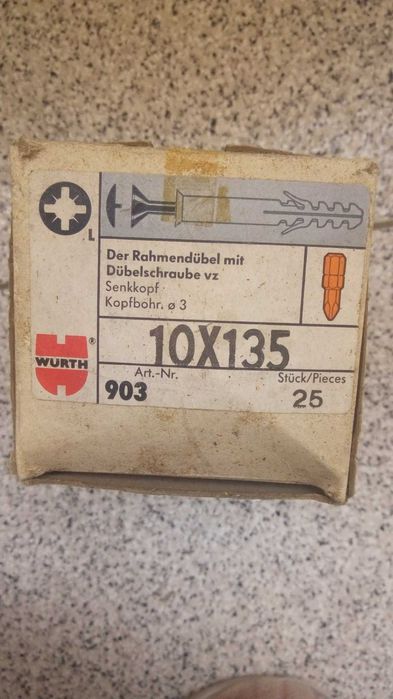 L
Der Rahmendübel mit
Dübelschraube vz
Senkkopf
Kopfbohr. ø 3
10X135
WURTH ®
Art.-Nr.
903
Stück/Pieces
25